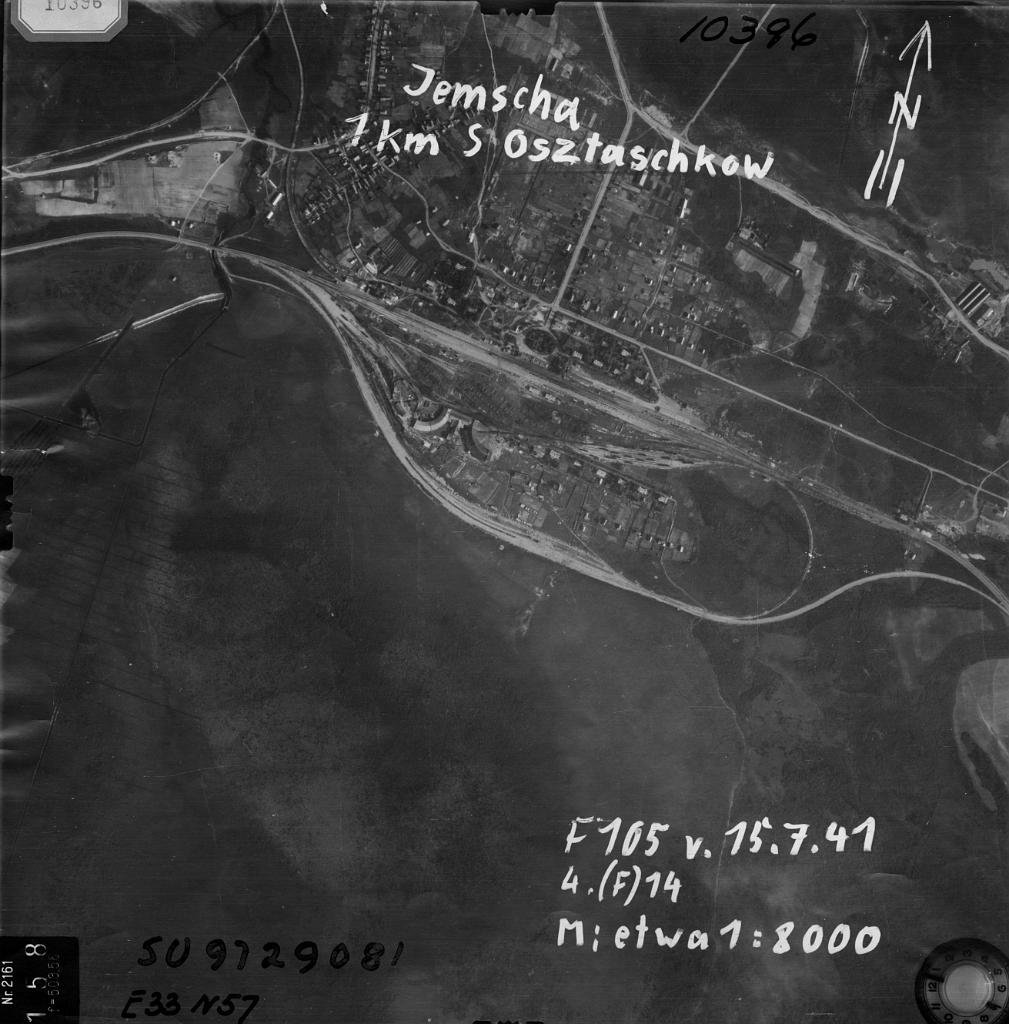 10396
10396
N
Jemscha
1 km S Osztaschkow
F 105 v. 15.7.41
4.(F)14
M: etwa 1:8000
SU 9729081
E33 N57
Nr. 2161
158